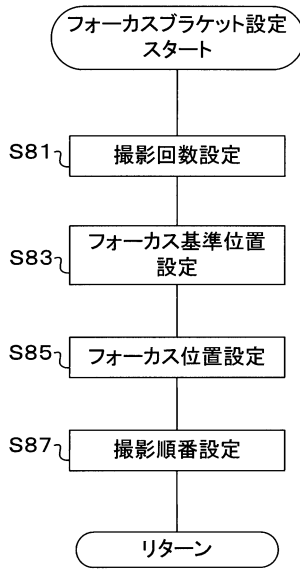 フォーカスブラケット設定
スタート
S81
撮影回数設定
S83
フォーカス基準位置
設定
S85
フォーカス位置設定
S87
撮影順番設定
リターン